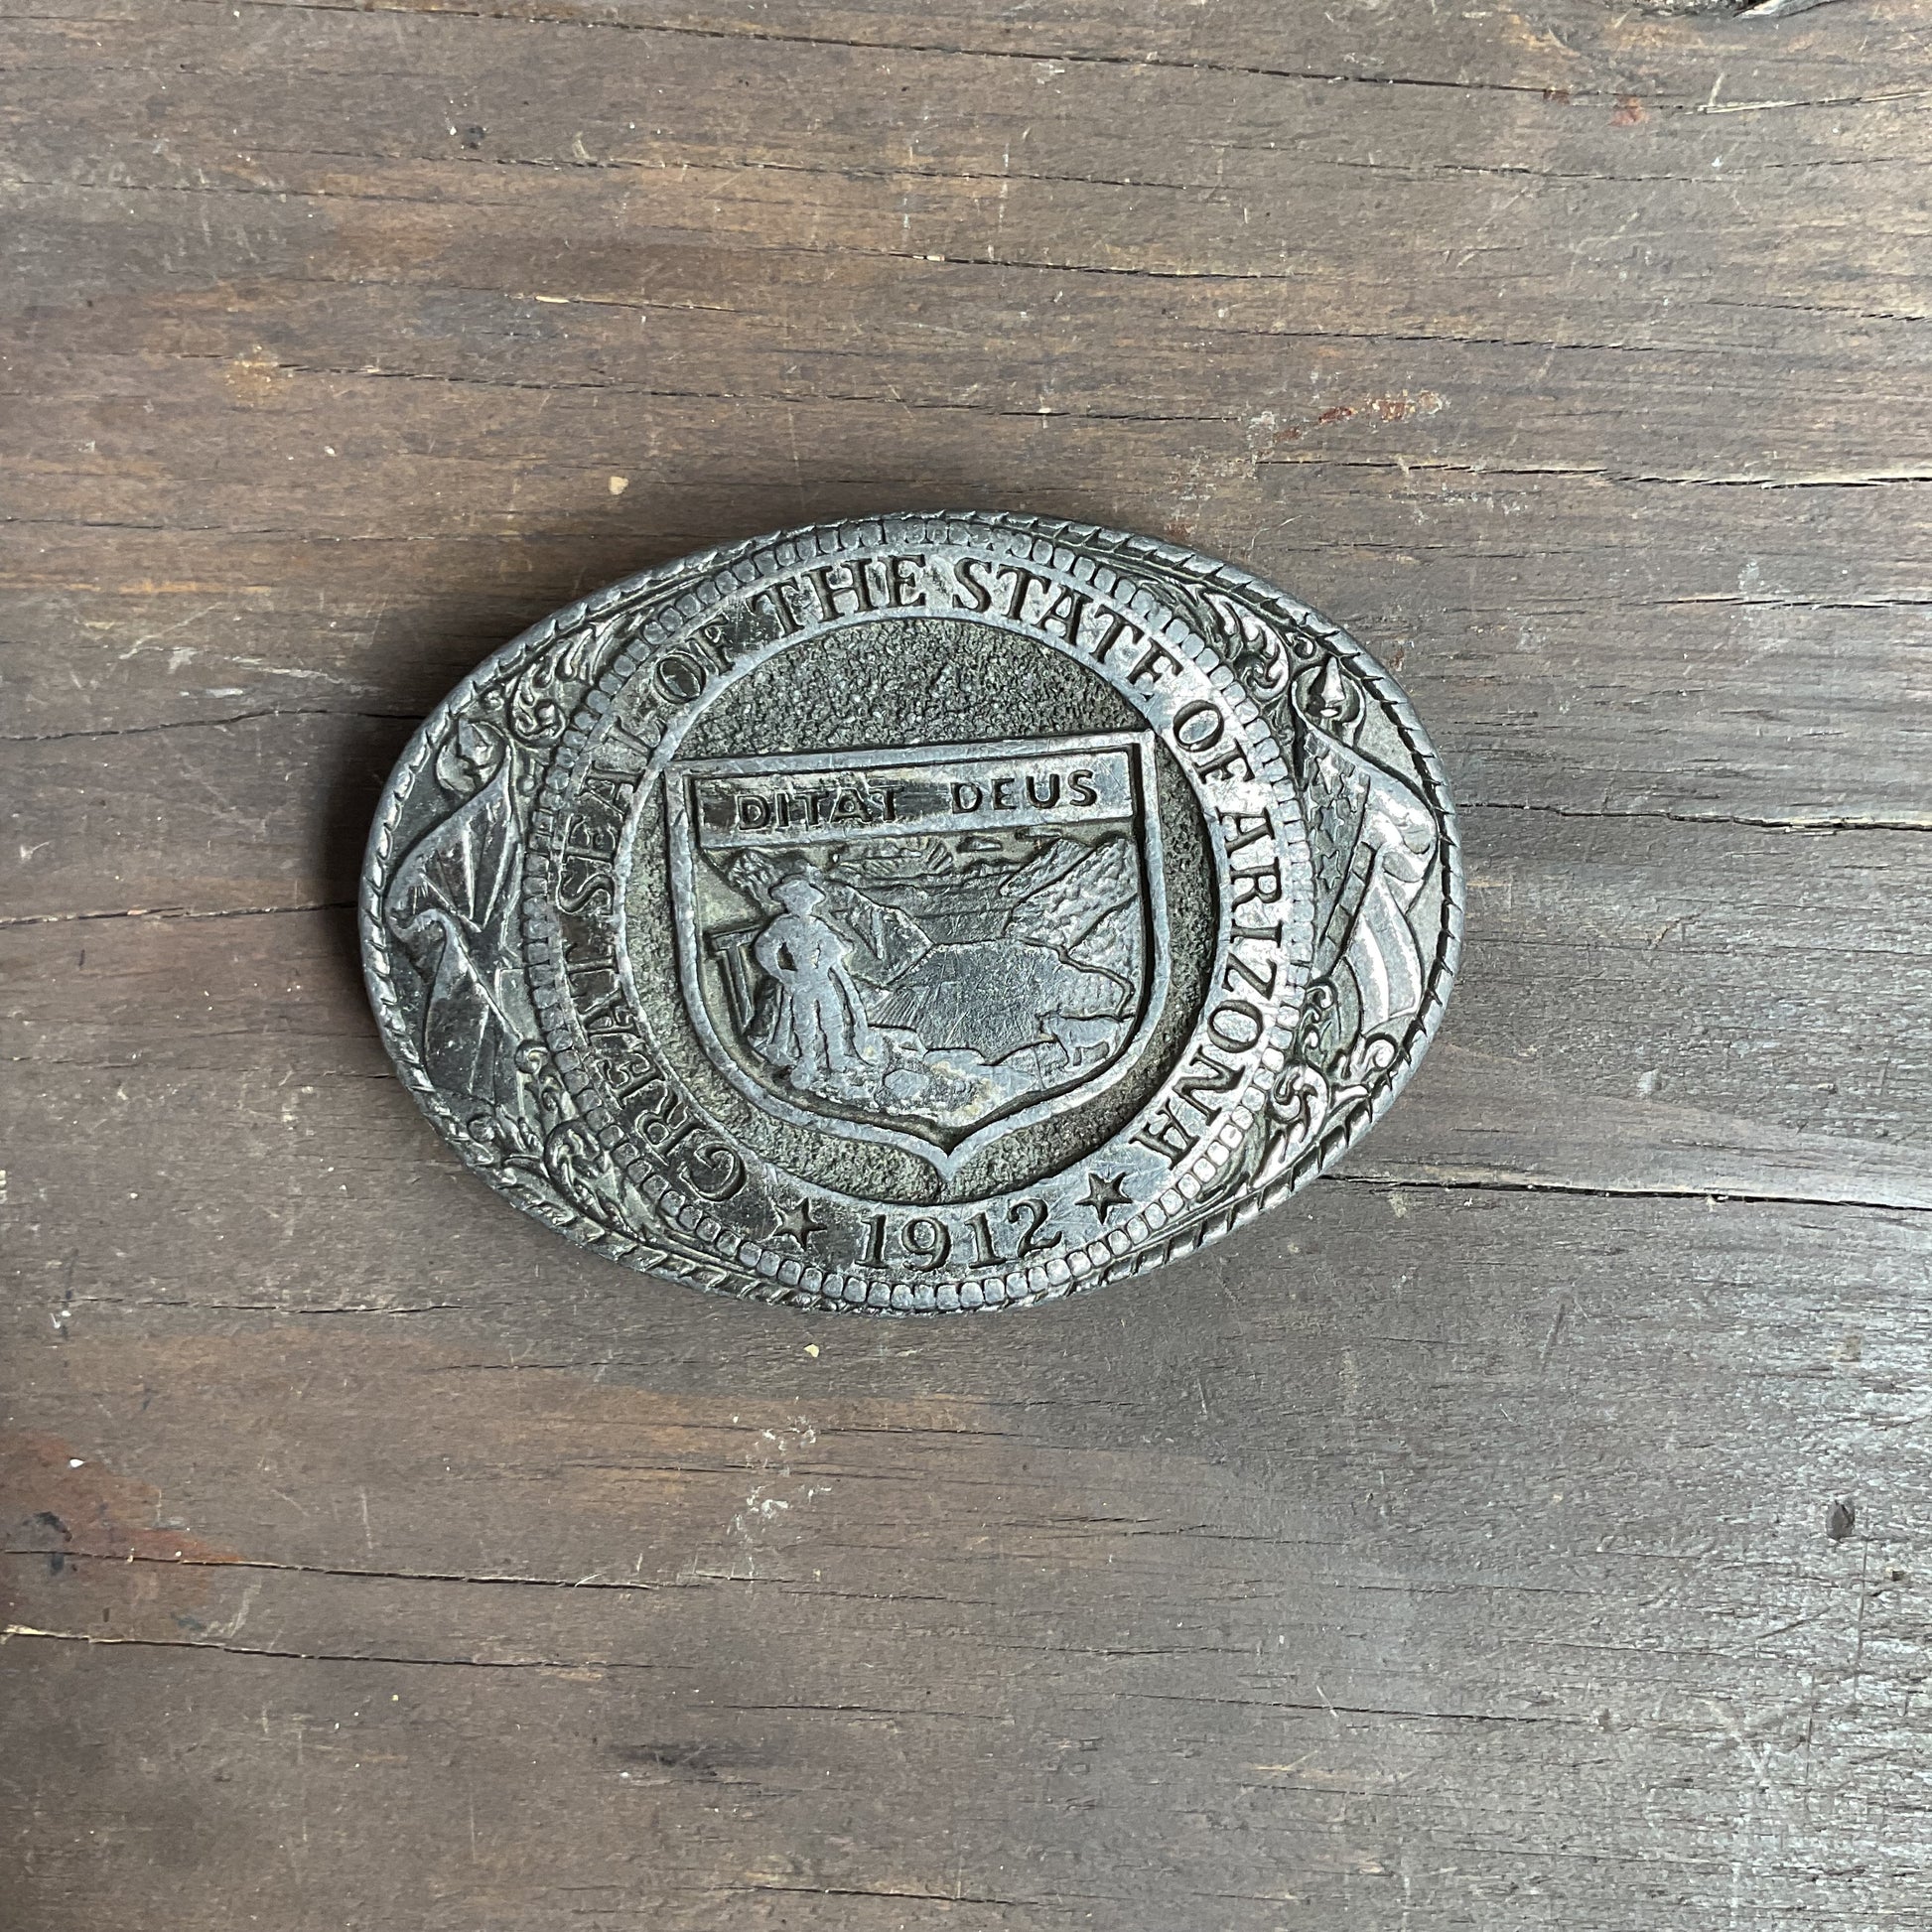 GREAT SEAL OF THE STATE OF ARIZONA
DITAT DEUS
★ 1912 ★